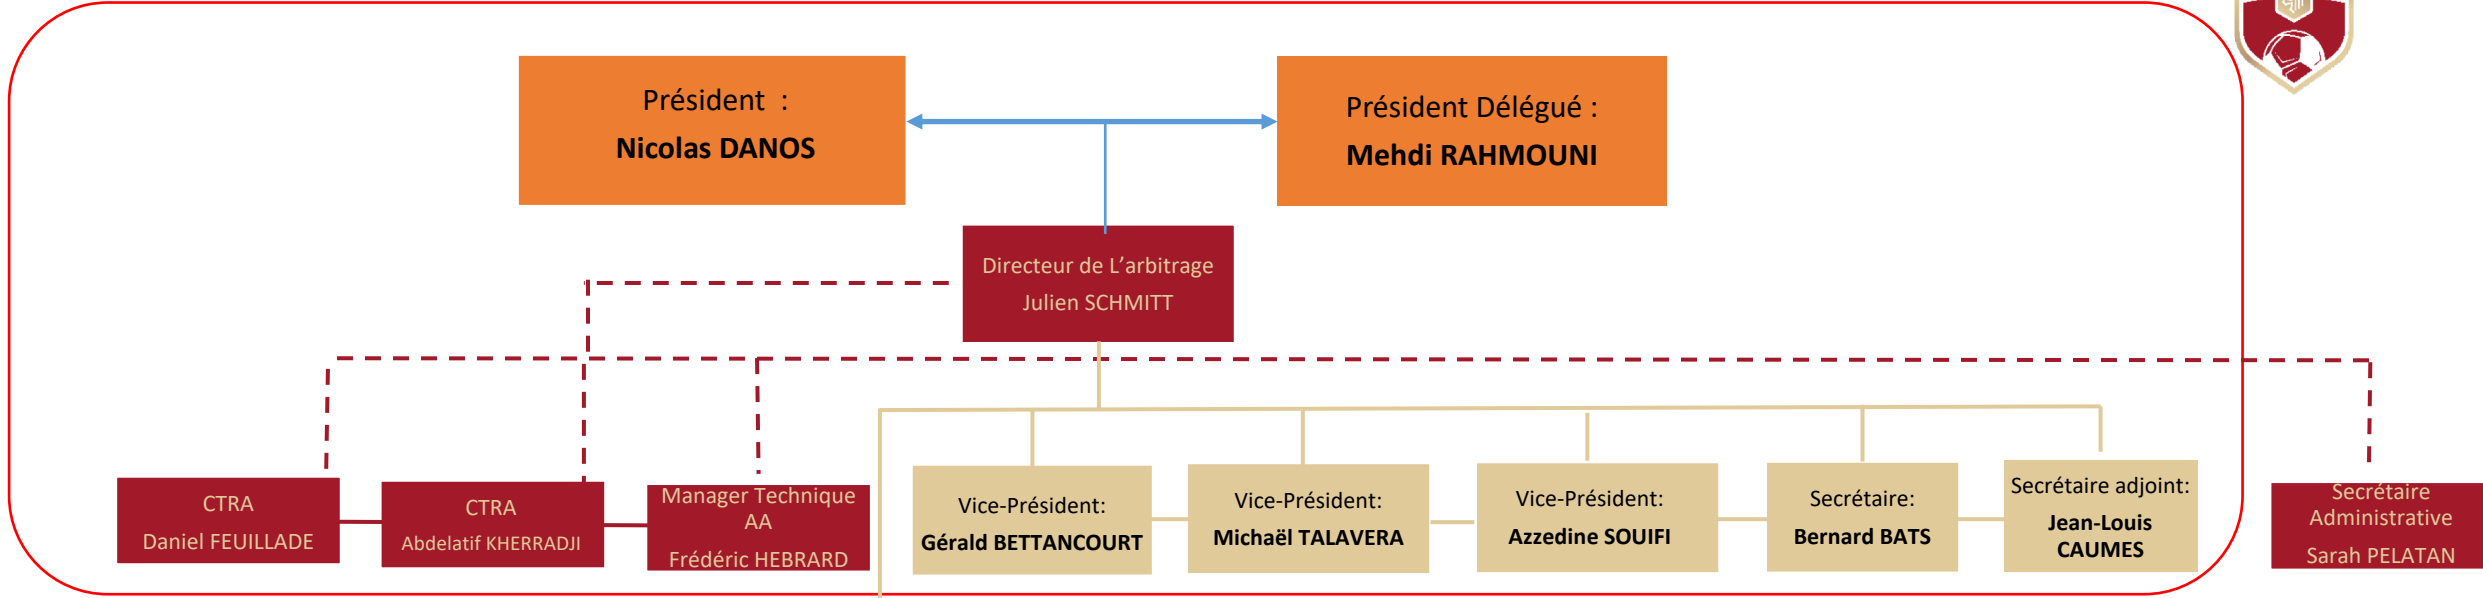 Président :
Nicolas DANOS
Président Délégué :
Mehdi RAHMOUNI
Directeur de L’arbitrage
Julien SCHMITT
CTRA
Daniel FEUILLADE
CTRA
Abdelatif KHERRADJI
Manager Technique
AA
Frédéric HEBRARD
Vice-Président:
Gérald BETTANCOURT
Vice-Président:
Michaël TALAVERA
Vice-Président:
Azzedine SOUIFI
Secrétaire:
Bernard BATS
Secrétaire adjoint:
Jean-Louis
CAUMES
Secrétaire
Administrative
Sarah PELATAN